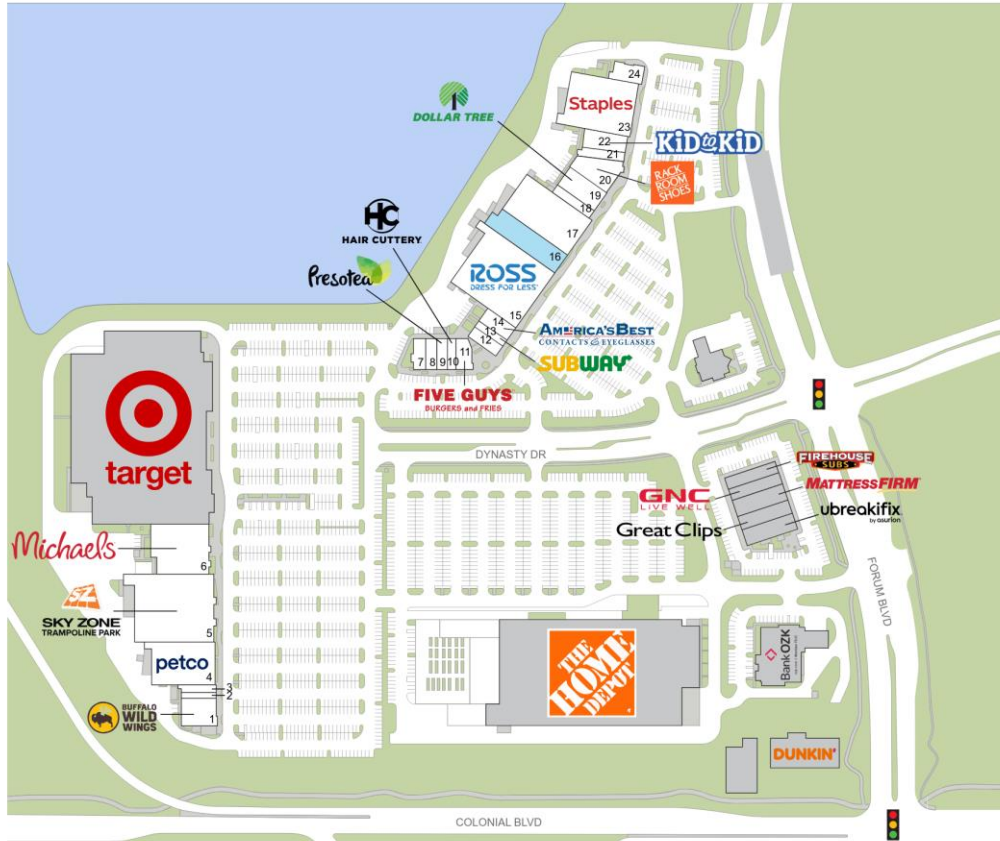 24
Staples
23
DOLLAR TREE
22
KiD to KiD
21
RACK
ROOM
SHOES
20
19
18
HC
HAIR CUTTERY
17
16
Presotea
ROSS
DRESS FOR LESS
15
14
13
12
AMERICA'S BEST
CONTACTS & EYEGLASSES
SUBWAY
7
8
9
10
11
FIVE GUYS
BURGERS and FRIES
target
DYNASTY DR
FIREHOUSE
SUBS
MATTRESSFIRM
GNC
LIVE WELL
ubreakifix
by asurion
Great Clips
Michaels
6
FORUM BLVD
SZ
SKY ZONE
TRAMPOLINE PARK
5
petco
4
3
2
BUFFALO
WILD
WINGS
1
THE
HOME
DEPOT
Bank OZK
DUNKIN'
COLONIAL BLVD